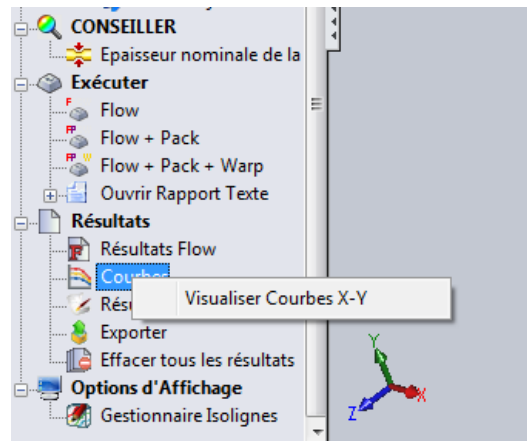 CONSEILLER
Epaisseur nominale de la
Exécuter
Flow
Flow + Pack
Flow + Pack + Warp
Ouvrir Rapport Texte
Résultats
Résultats Flow
Courbes
Visualiser Courbes X-Y
Exporter
Effacer tous les résultats
Options d'Affichage
Gestionnaire Isolignes
Y
X
Z